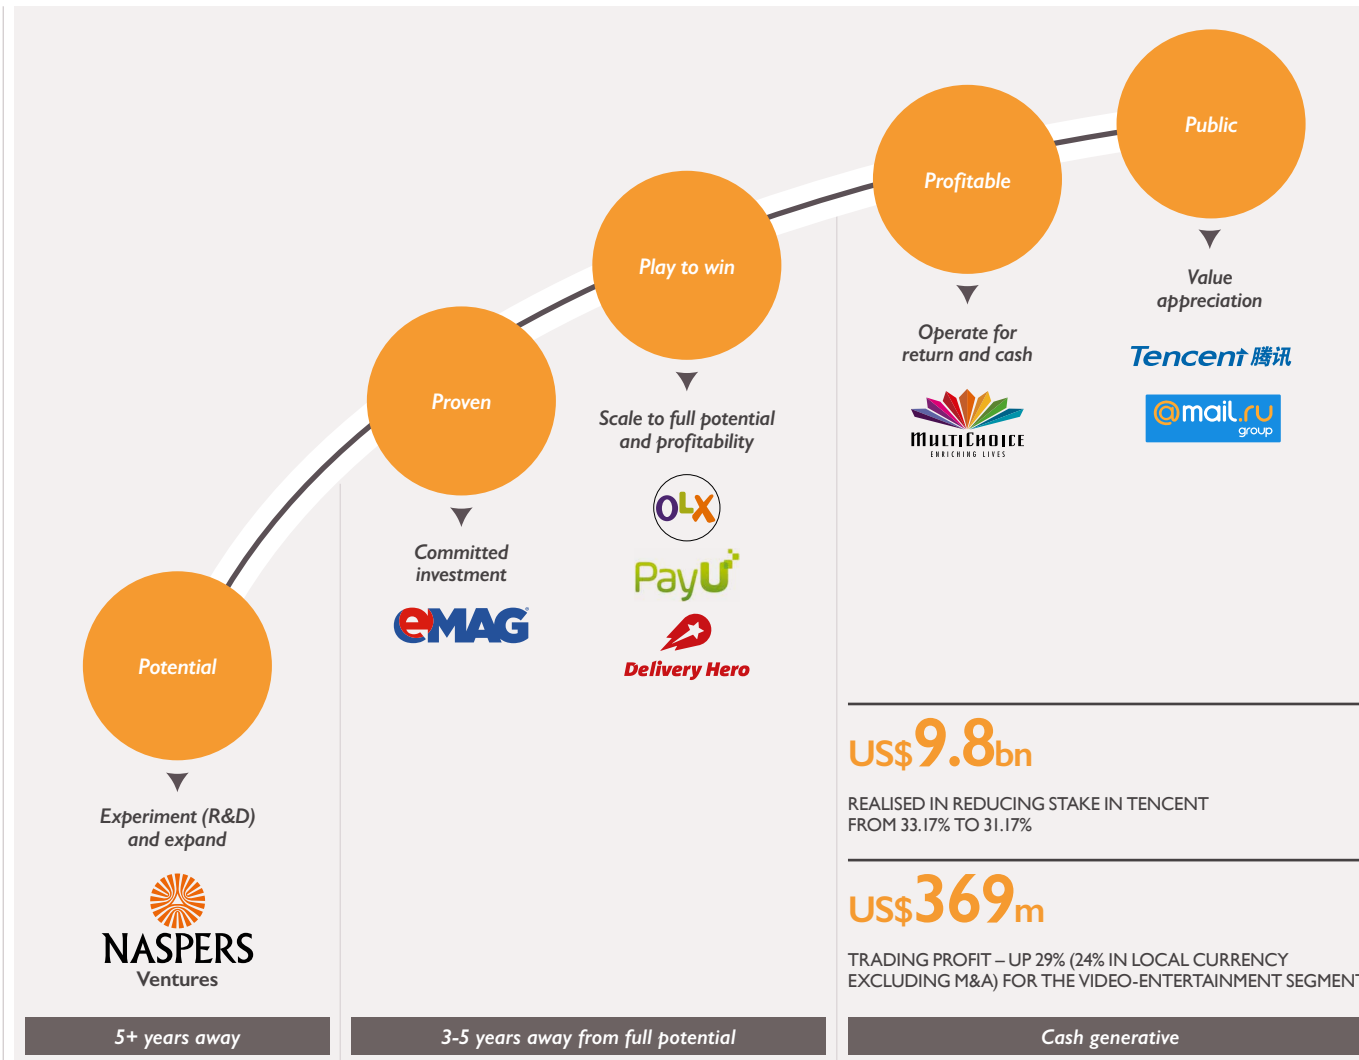 Public
Value
appreciation
Tencent 腾讯
@mail.ru
group
Profitable
Operate for
return and cash
MULTICHOICE
ENRICHING LIVES
Play to win
Scale to full potential
and profitability
OLX
PayU
Delivery Hero
Proven
Committed
investment
eMAG
Potential
Experiment (R&D)
and expand
NASPERS
Ventures
US$9.8bn
REALISED IN REDUCING STAKE IN TENCENT
FROM 33.17% TO 31.17%
US$369m
TRADING PROFIT – UP 29% (24% IN LOCAL CURRENCY
EXCLUDING M&A) FOR THE VIDEO-ENTERTAINMENT SEGMENT
5+ years away
3-5 years away from full potential
Cash generative